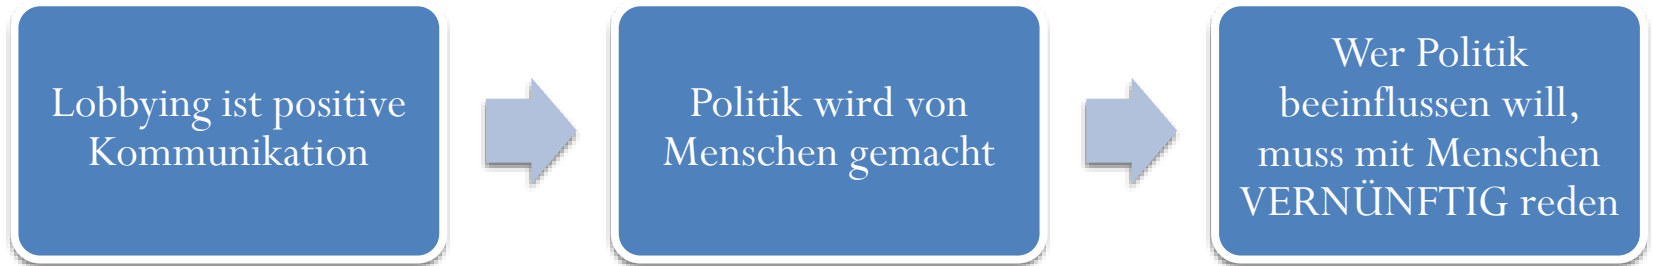 Lobbying ist positive
Kommunikation
Politik wird von
Menschen gemacht
Wer Politik
beeinflussen will,
muss mit Menschen
VERNÜNFTIG reden